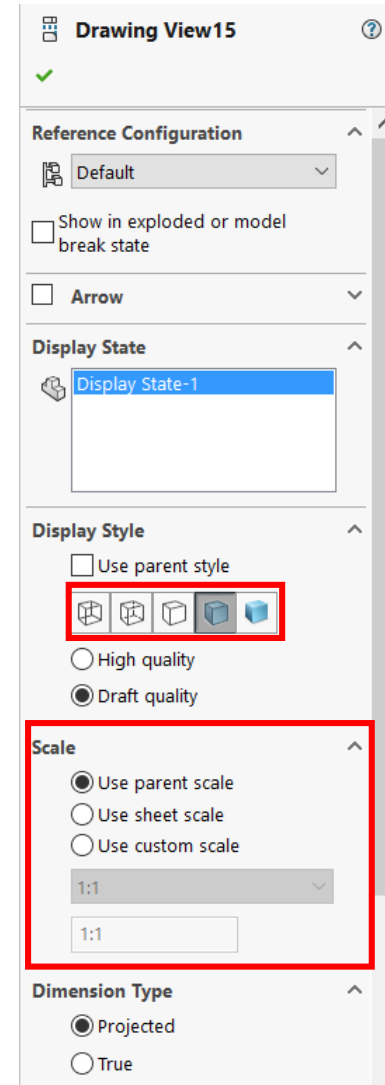 Drawing View15
Reference Configuration
Default
Show in exploded or model
break state
Arrow
Display State
Display State-1
Display Style
Use parent style
High quality
Draft quality
Scale
Use parent scale
Use sheet scale
Use custom scale
1:1
1:1
Dimension Type
Projected
True